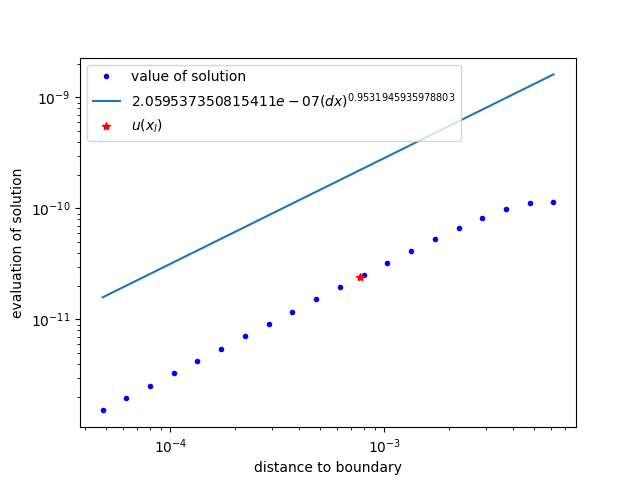 value of solution
2.059537350815411e − 07(dx)^0.9531945935978803
u(x_l)
10^−9
10^−10
10^−11
evaluation of solution
10^−4
10^−3
distance to boundary